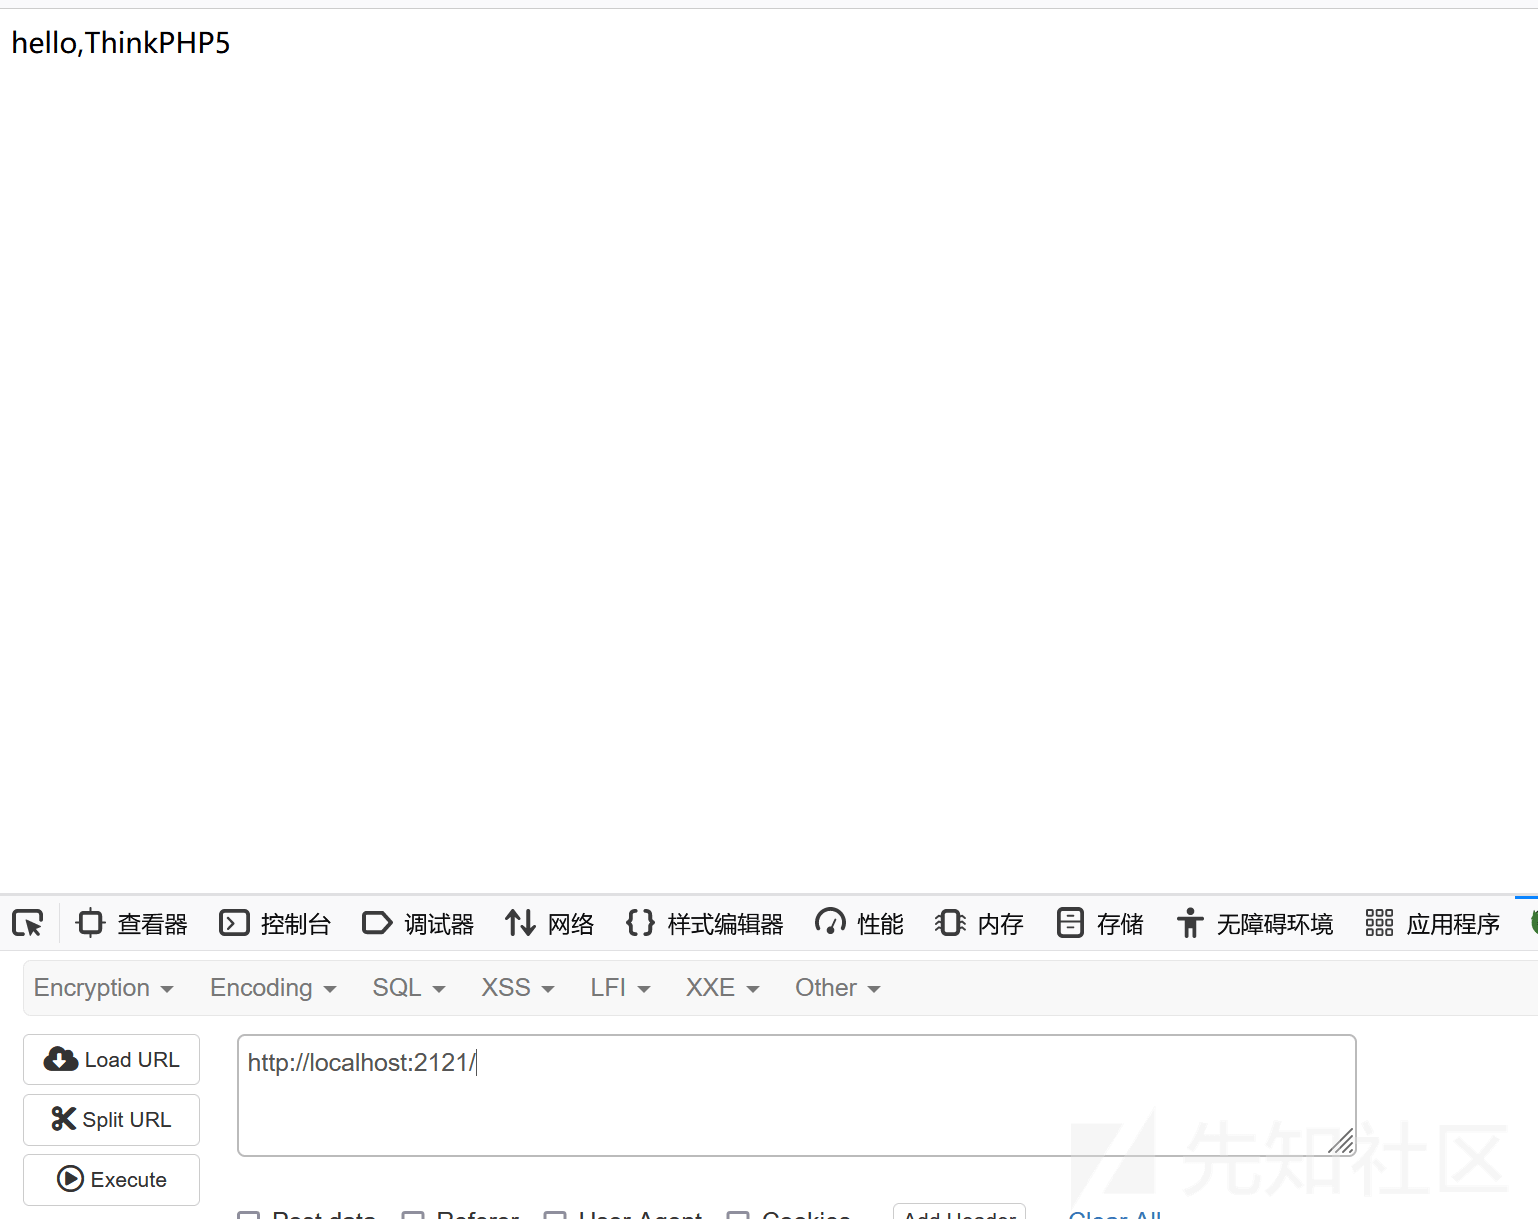 hello,ThinkPHP5
查看器 控制台 调试器 网络 样式编辑器 性能 内存 存储 无障碍环境 应用程序
Encryption Encoding SQL XSS LFI XXE Other
Load URL
http://localhost:2121/
Split URL
Execute
先知社区
Post data Referer User Agent Cookies Add Header Clear All